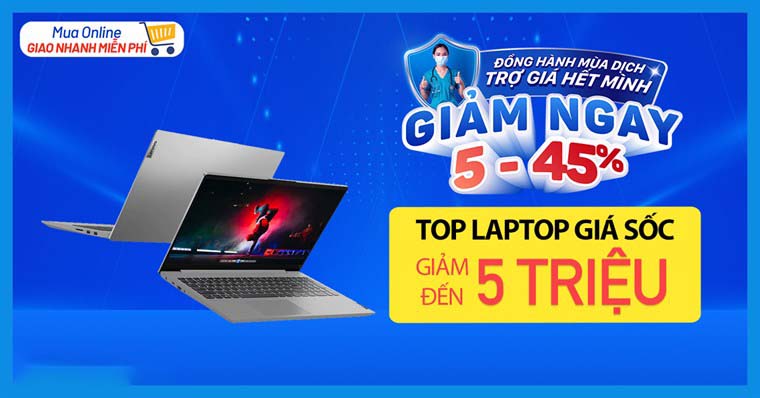 Mua Online
GIAO NHANH MIỄN PHÍ
ĐỒNG HÀNH MÙA DỊCH
TRỢ GIÁ HẾT MÌNH
GIẢM NGAY
5 - 45%
TOP LAPTOP GIÁ SỐC
GIẢM
ĐẾN
5 TRIỆU
Lenovo